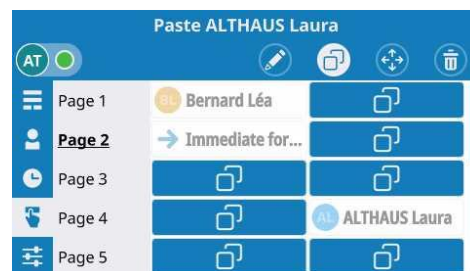 Paste ALTHAUS Laura
AT
Page 1 BL Bernard Léa
Page 2 Immediate for...
Page 3
Page 4 AL ALTHAUS Laura
Page 5